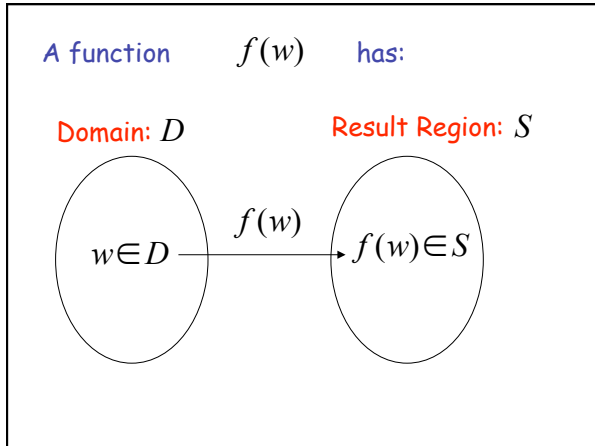 A function f(w) has:
Domain: D Result Region: S
f(w)
w∈D f(w)∈S